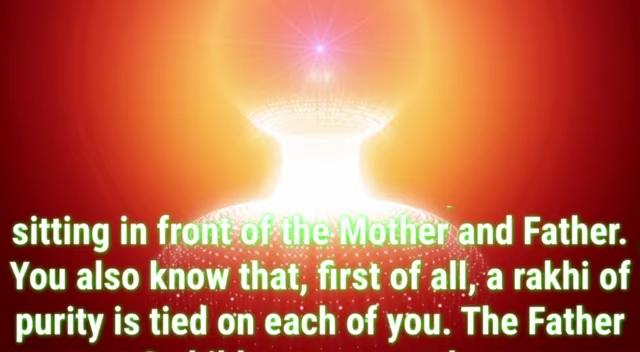 sitting in front of the Mother and Father.
You also know that, first of all, a rakhi of
purity is tied on each of you. The Father